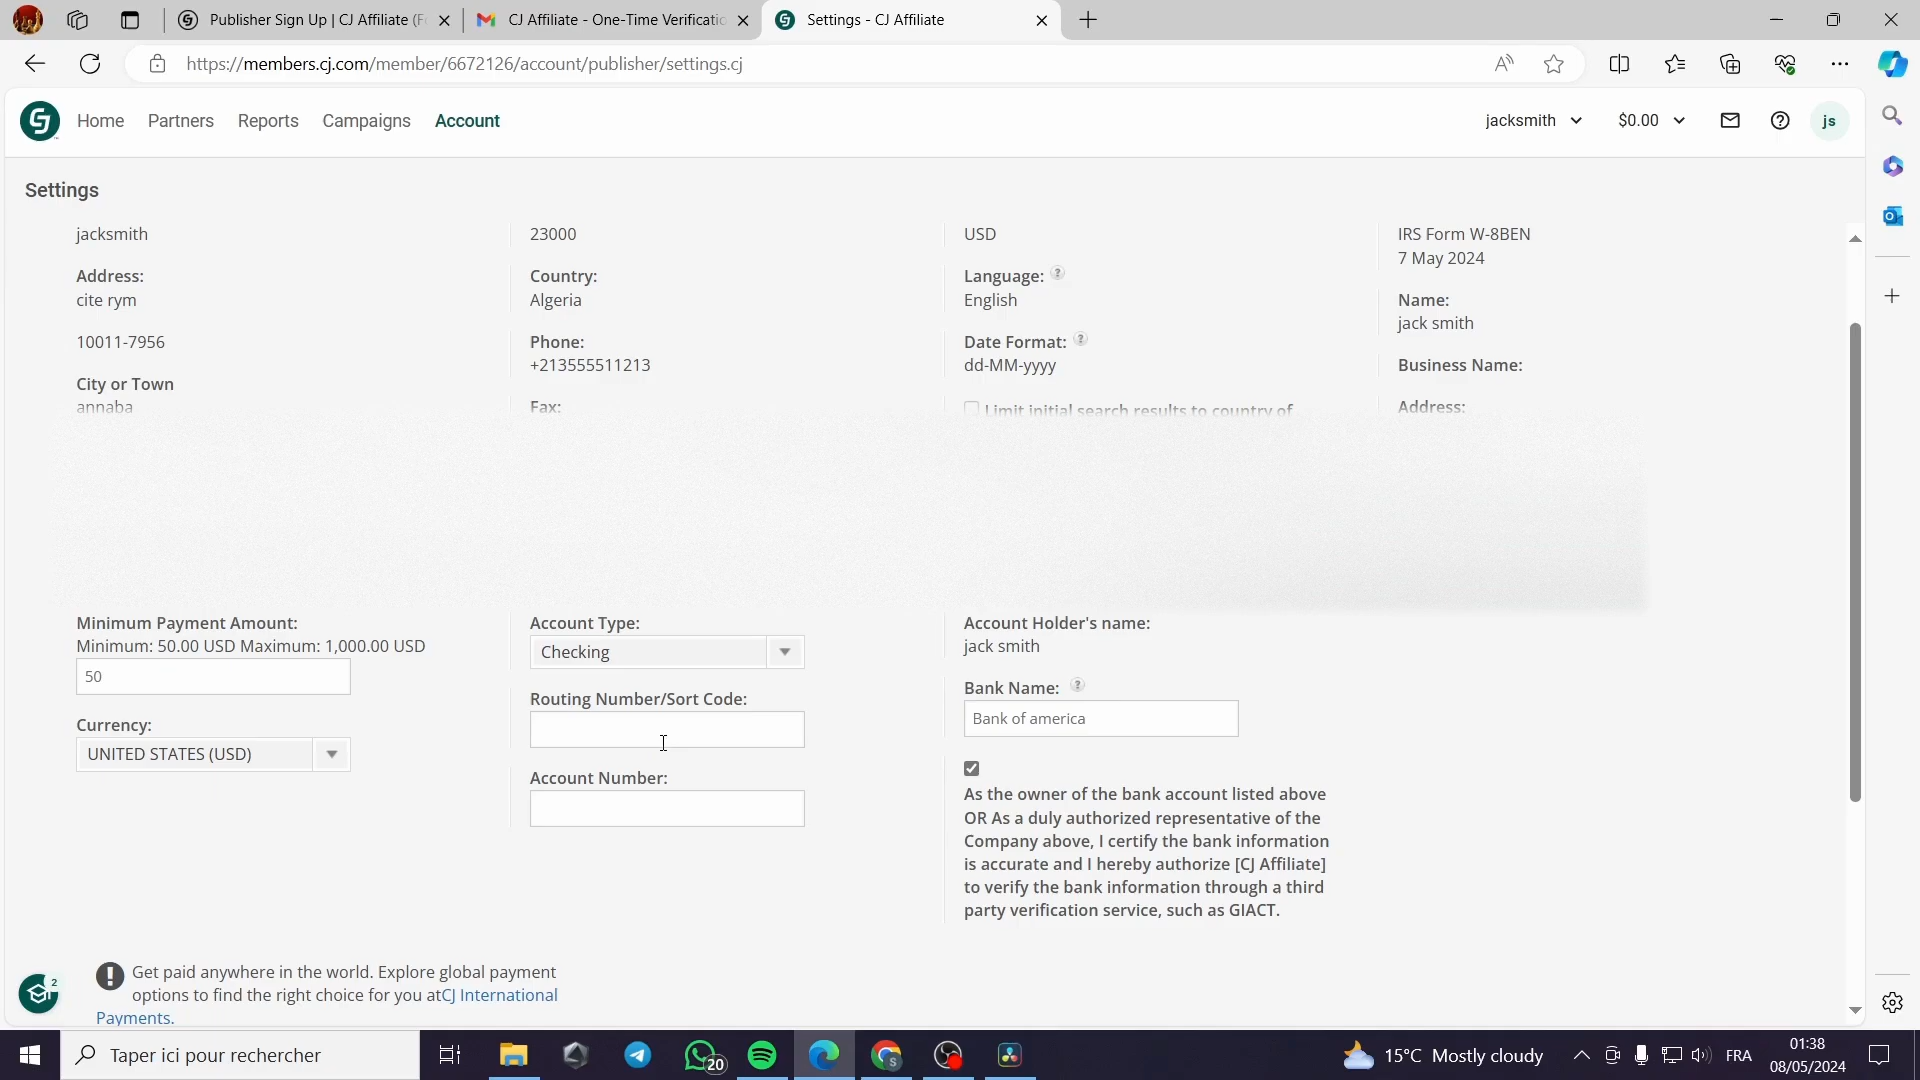 Publisher Sign Up | CJ Affiliate (F
CJ Affiliate - One-Time Verificatio
Settings - CJ Affiliate
https://members.cj.com/member/6672126/account/publisher/settings.cj
Home Partners Reports Campaigns Account
jacksmith $0.00 js
Settings
jacksmith 23000 USD IRS Form W-8BEN
7 May 2024
Address: Country: Language: ?
cite rym Algeria English Name:
jack smith
10011-7956 Phone: Date Format: ?
+213555511213 dd-MM-yyyy Business Name:
City or Town
annaba Fax: Limit initial search results to country of Address:
Minimum Payment Amount: Account Type: Account Holder's name:
Minimum: 50.00 USD Maximum: 1,000.00 USD Checking jack smith
50
Routing Number/Sort Code: Bank Name: ?
Currency: Bank of america
UNITED STATES (USD)
Account Number:
As the owner of the bank account listed above
OR As a duly authorized representative of the
Company above, I certify the bank information
is accurate and I hereby authorize [CJ Affiliate]
to verify the bank information through a third
party verification service, such as GIACT.
2
Get paid anywhere in the world. Explore global payment
options to find the right choice for you atCJ International
Payments.
Taper ici pour rechercher
20
15°C Mostly cloudy
FRA
01:38
08/05/2024